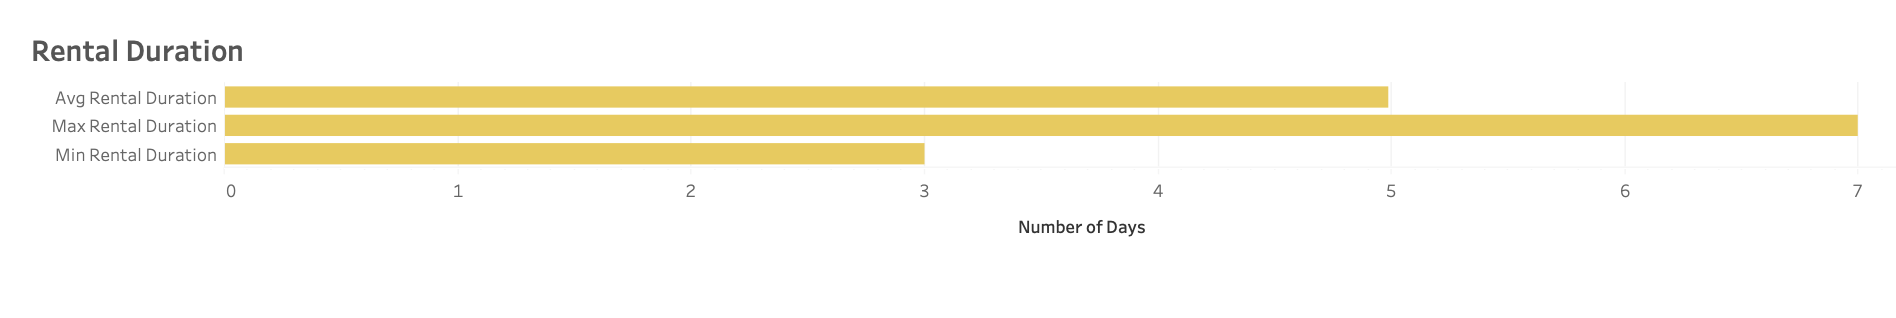 Rental Duration
Avg Rental Duration
Max Rental Duration
Min Rental Duration
0 1 2 3 4 5 6 7
Number of Days